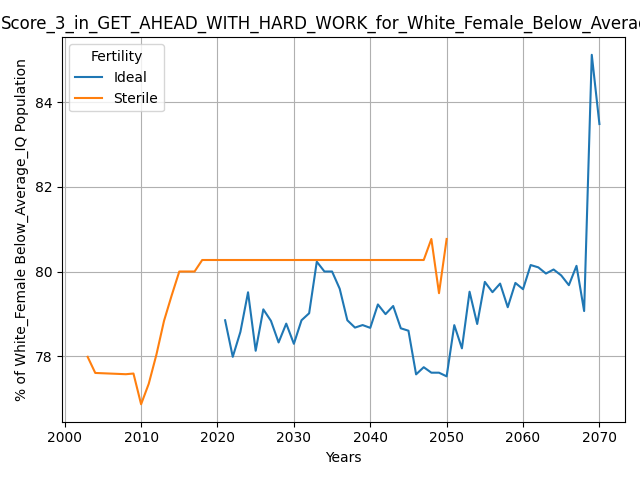 Score_3_in_GET_AHEAD_WITH_HARD_WORK_for_White_Female_Below_Avera
Fertility
Ideal
Sterile
% of White_Female Below_Average_IQ Population
84
82
80
78
2000 2010 2020 2030 2040 2050 2060 2070
Years